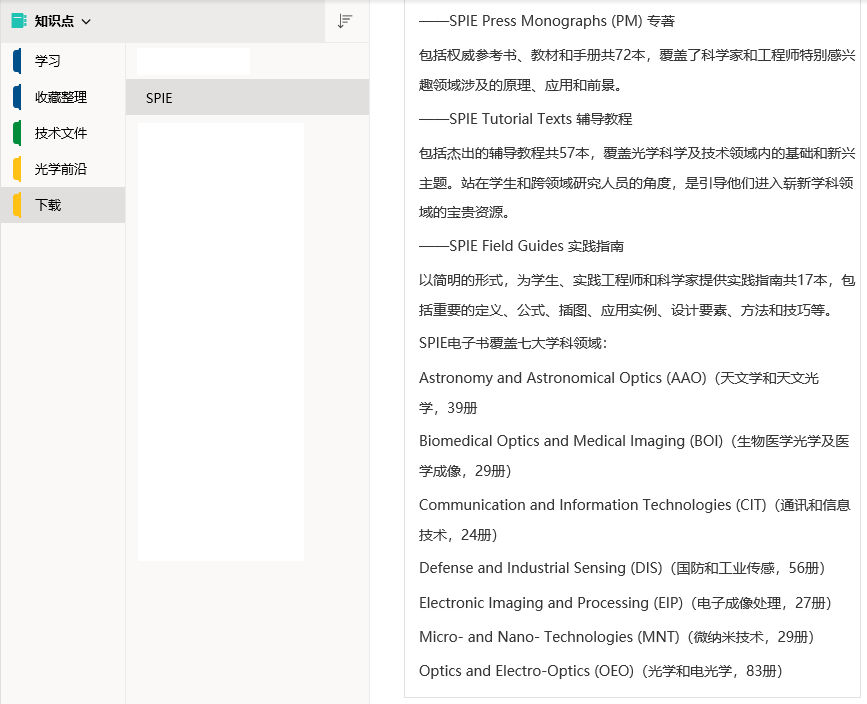 知识点
学习
收藏整理
技术文件
光学前沿
下载
SPIE
——SPIE Press Monographs (PM) 专著
包括权威参考书、教材和手册共72本，覆盖了科学家和工程师特别感兴
趣领域涉及的原理、应用和前景。
——SPIE Tutorial Texts 辅导教程
包括杰出的辅导教程共57本，覆盖光学科学及技术领域内的基础和新兴
主题。站在学生和跨领域研究人员的角度，是引导他们进入崭新学科领
域的宝贵资源。
——SPIE Field Guides 实践指南
以简明的形式，为学生、实践工程师和科学家提供实践指南共17本，包
括重要的定义、公式、插图、应用实例、设计要素、方法和技巧等。
SPIE电子书覆盖七大学科领域：
Astronomy and Astronomical Optics (AAO)（天文学和天文光
学，39册
Biomedical Optics and Medical Imaging (BOI)（生物医学光学及医
学成像，29册）
Communication and Information Technologies (CIT)（通讯和信息
技术，24册）
Defense and Industrial Sensing (DIS)（国防和工业传感，56册）
Electronic Imaging and Processing (EIP)（电子成像处理，27册）
Micro- and Nano- Technologies (MNT)（微纳米技术，29册）
Optics and Electro-Optics (OEO)（光学和电光学，83册）